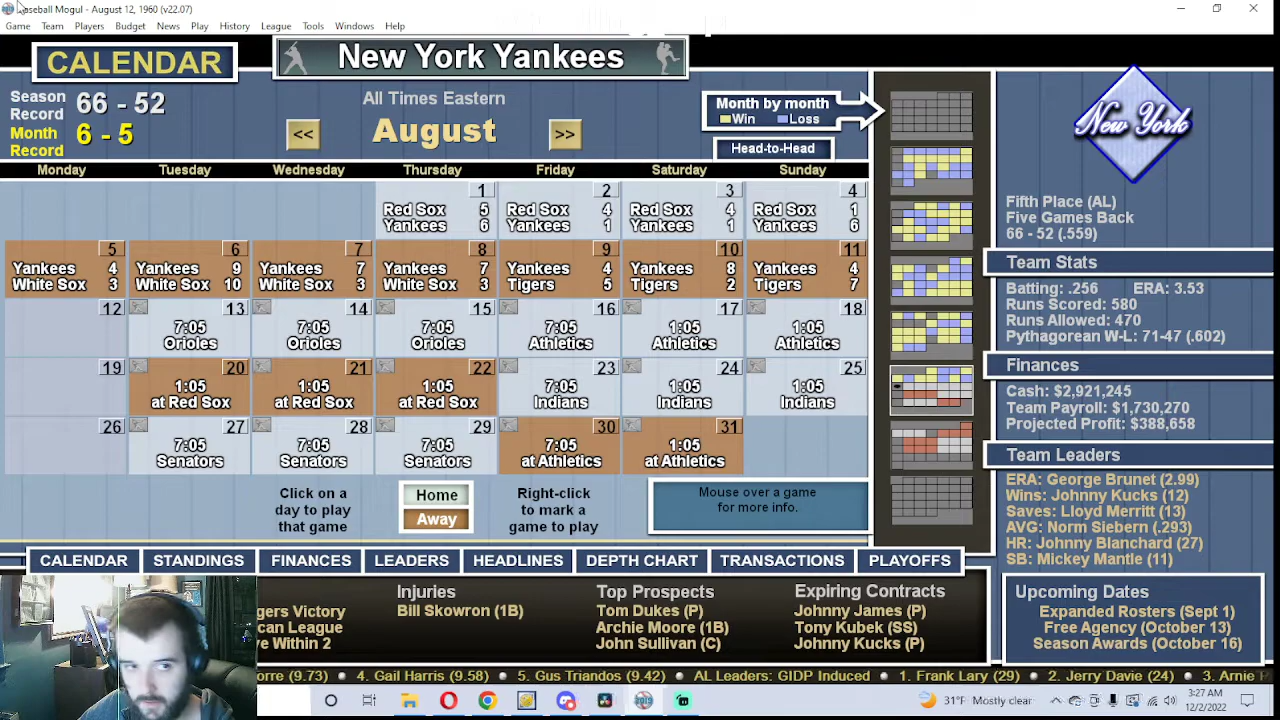 Baseball Mogul - August 12, 1960 (v22.07)
Game Team Players Budget News Play History League Tools Windows Help
CALENDAR
New York Yankees
Season Record 66 - 52
Month Record 6 - 5
All Times Eastern
<< August >>
Month by month
Win Loss
Head-to-Head
Monday Tuesday Wednesday Thursday Friday Saturday Sunday
1 2 3 4
Red Sox 5 Red Sox 4 Red Sox 4 Red Sox 1
Yankees 6 Yankees 1 Yankees 1 Yankees 6
5 6 7 8 9 10 11
Yankees 4 Yankees 9 Yankees 7 Yankees 7 Yankees 4 Yankees 8 Yankees 4
White Sox 3 White Sox 10 White Sox 3 White Sox 3 Tigers 5 Tigers 2 Tigers 7
12 13 14 15 16 17 18
7:05 7:05 7:05 7:05 1:05 1:05
Orioles Orioles Orioles Athletics Athletics Athletics
19 20 21 22 23 24 25
1:05 1:05 1:05 7:05 1:05 1:05
at Red Sox at Red Sox at Red Sox Indians Indians Indians
26 27 28 29 30 31
7:05 7:05 7:05 7:05 1:05
Senators Senators Senators at Athletics at Athletics
Click on a day to play that game
Home
Away
Right-click to mark a game to play
Mouse over a game
for more info.
New York
Fifth Place (AL)
Five Games Back
66 - 52 (.559)
Team Stats
Batting: .256 ERA: 3.53
Runs Scored: 580
Runs Allowed: 470
Pythagorean W-L: 71-47 (.602)
Finances
Cash: $2,921,245
Team Payroll: $1,730,270
Projected Profit: $388,658
Team Leaders
ERA: George Brunet (2.99)
Wins: Johnny Kucks (12)
Saves: Lloyd Merritt (13)
AVG: Norm Siebern (.293)
HR: Johnny Blanchard (27)
SB: Mickey Mantle (11)
CALENDAR STANDINGS FINANCES LEADERS HEADLINES DEPTH CHART TRANSACTIONS PLAYOFFS
gers Victory
can League
ve Within 2
Injuries
Bill Skowron (1B)
Top Prospects
Tom Dukes (P)
Archie Moore (1B)
John Sullivan (C)
Expiring Contracts
Johnny James (P)
Tony Kubek (SS)
Johnny Kucks (P)
Upcoming Dates
Expanded Rosters (Sept 1)
Free Agency (October 13)
Season Awards (October 16)
orre (9.73) • 4. Gail Harris (9.58) • 5. Gus Triandos (9.42) • AL Leaders: GIDP Induced • 1. Frank Lary (29) • 2. Jerry Davie (24) • 3. Arnie
31°F Mostly clear
3:27 AM
12/2/2022